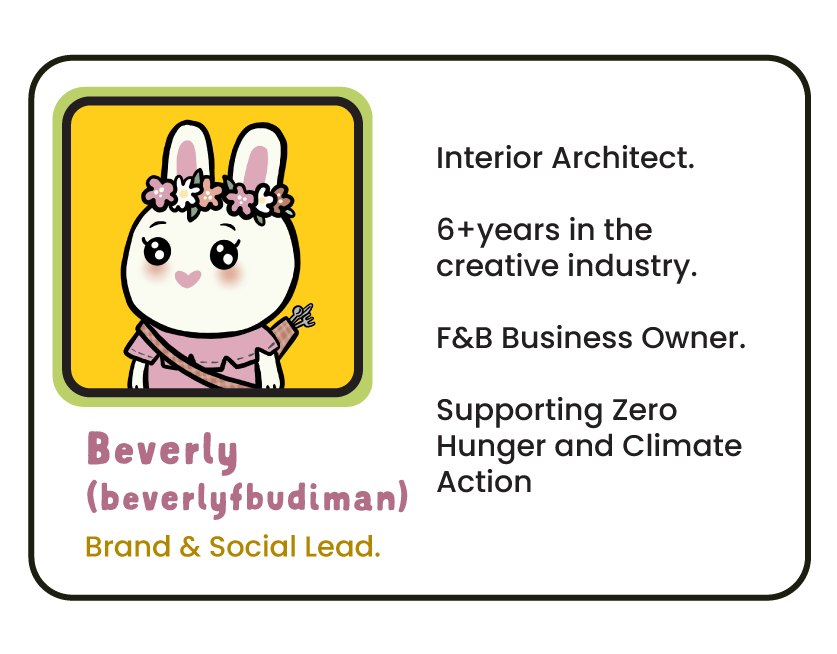 Beverly
(beverlyfbudiman)
Brand & Social Lead.
Interior Architect.
6+years in the
creative industry.
F&B Business Owner.
Supporting Zero
Hunger and Climate
Action